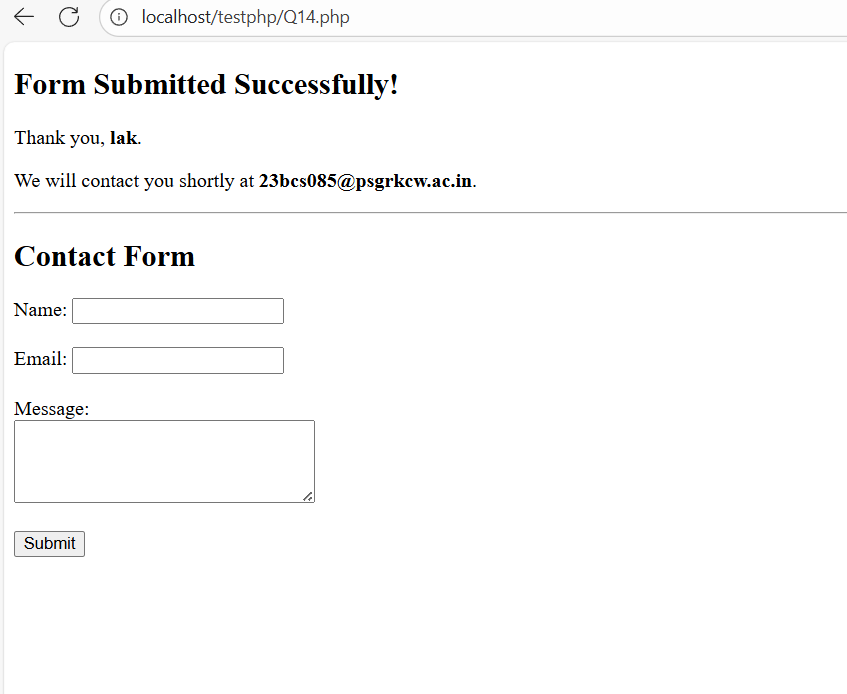 localhost/testphp/Q14.php
Form Submitted Successfully!
Thank you, lak.
We will contact you shortly at 23bcs085@psgrkcw.ac.in.
Contact Form
Name:
Email:
Message:
Submit